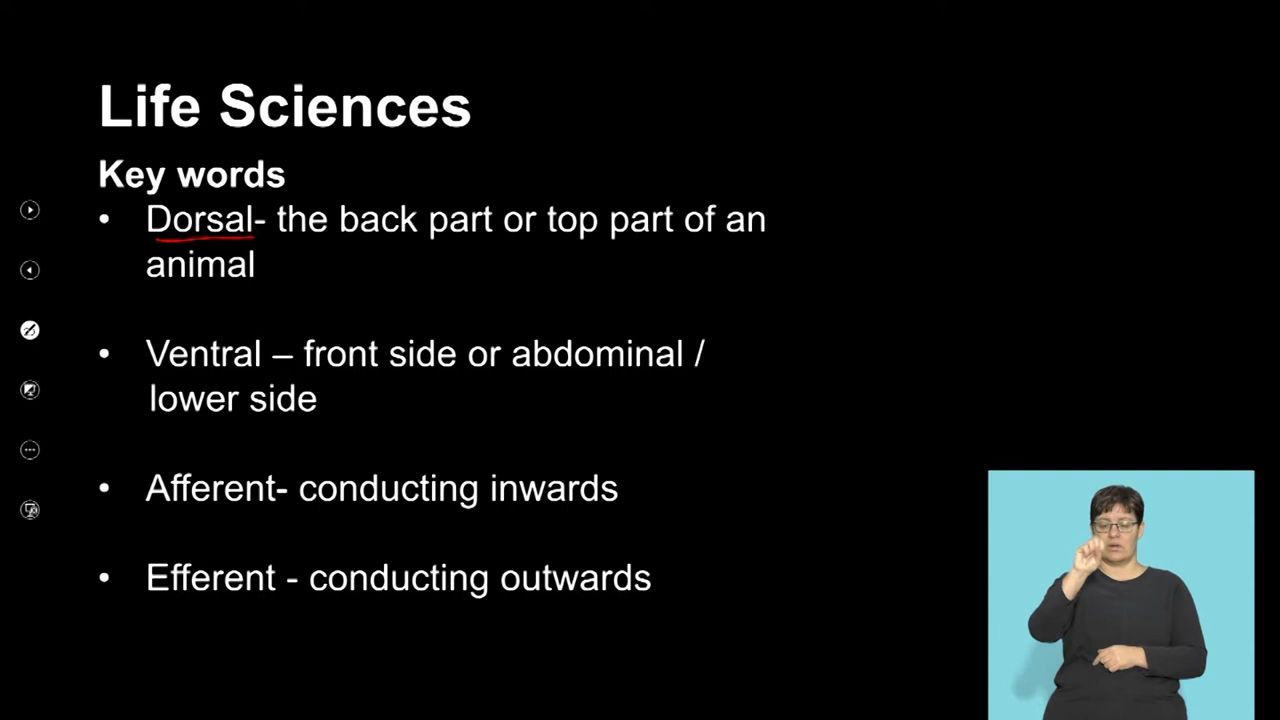 Life Sciences
Key words
• Dorsal- the back part or top part of an
animal
• Ventral – front side or abdominal /
lower side
• Afferent- conducting inwards
• Efferent - conducting outwards